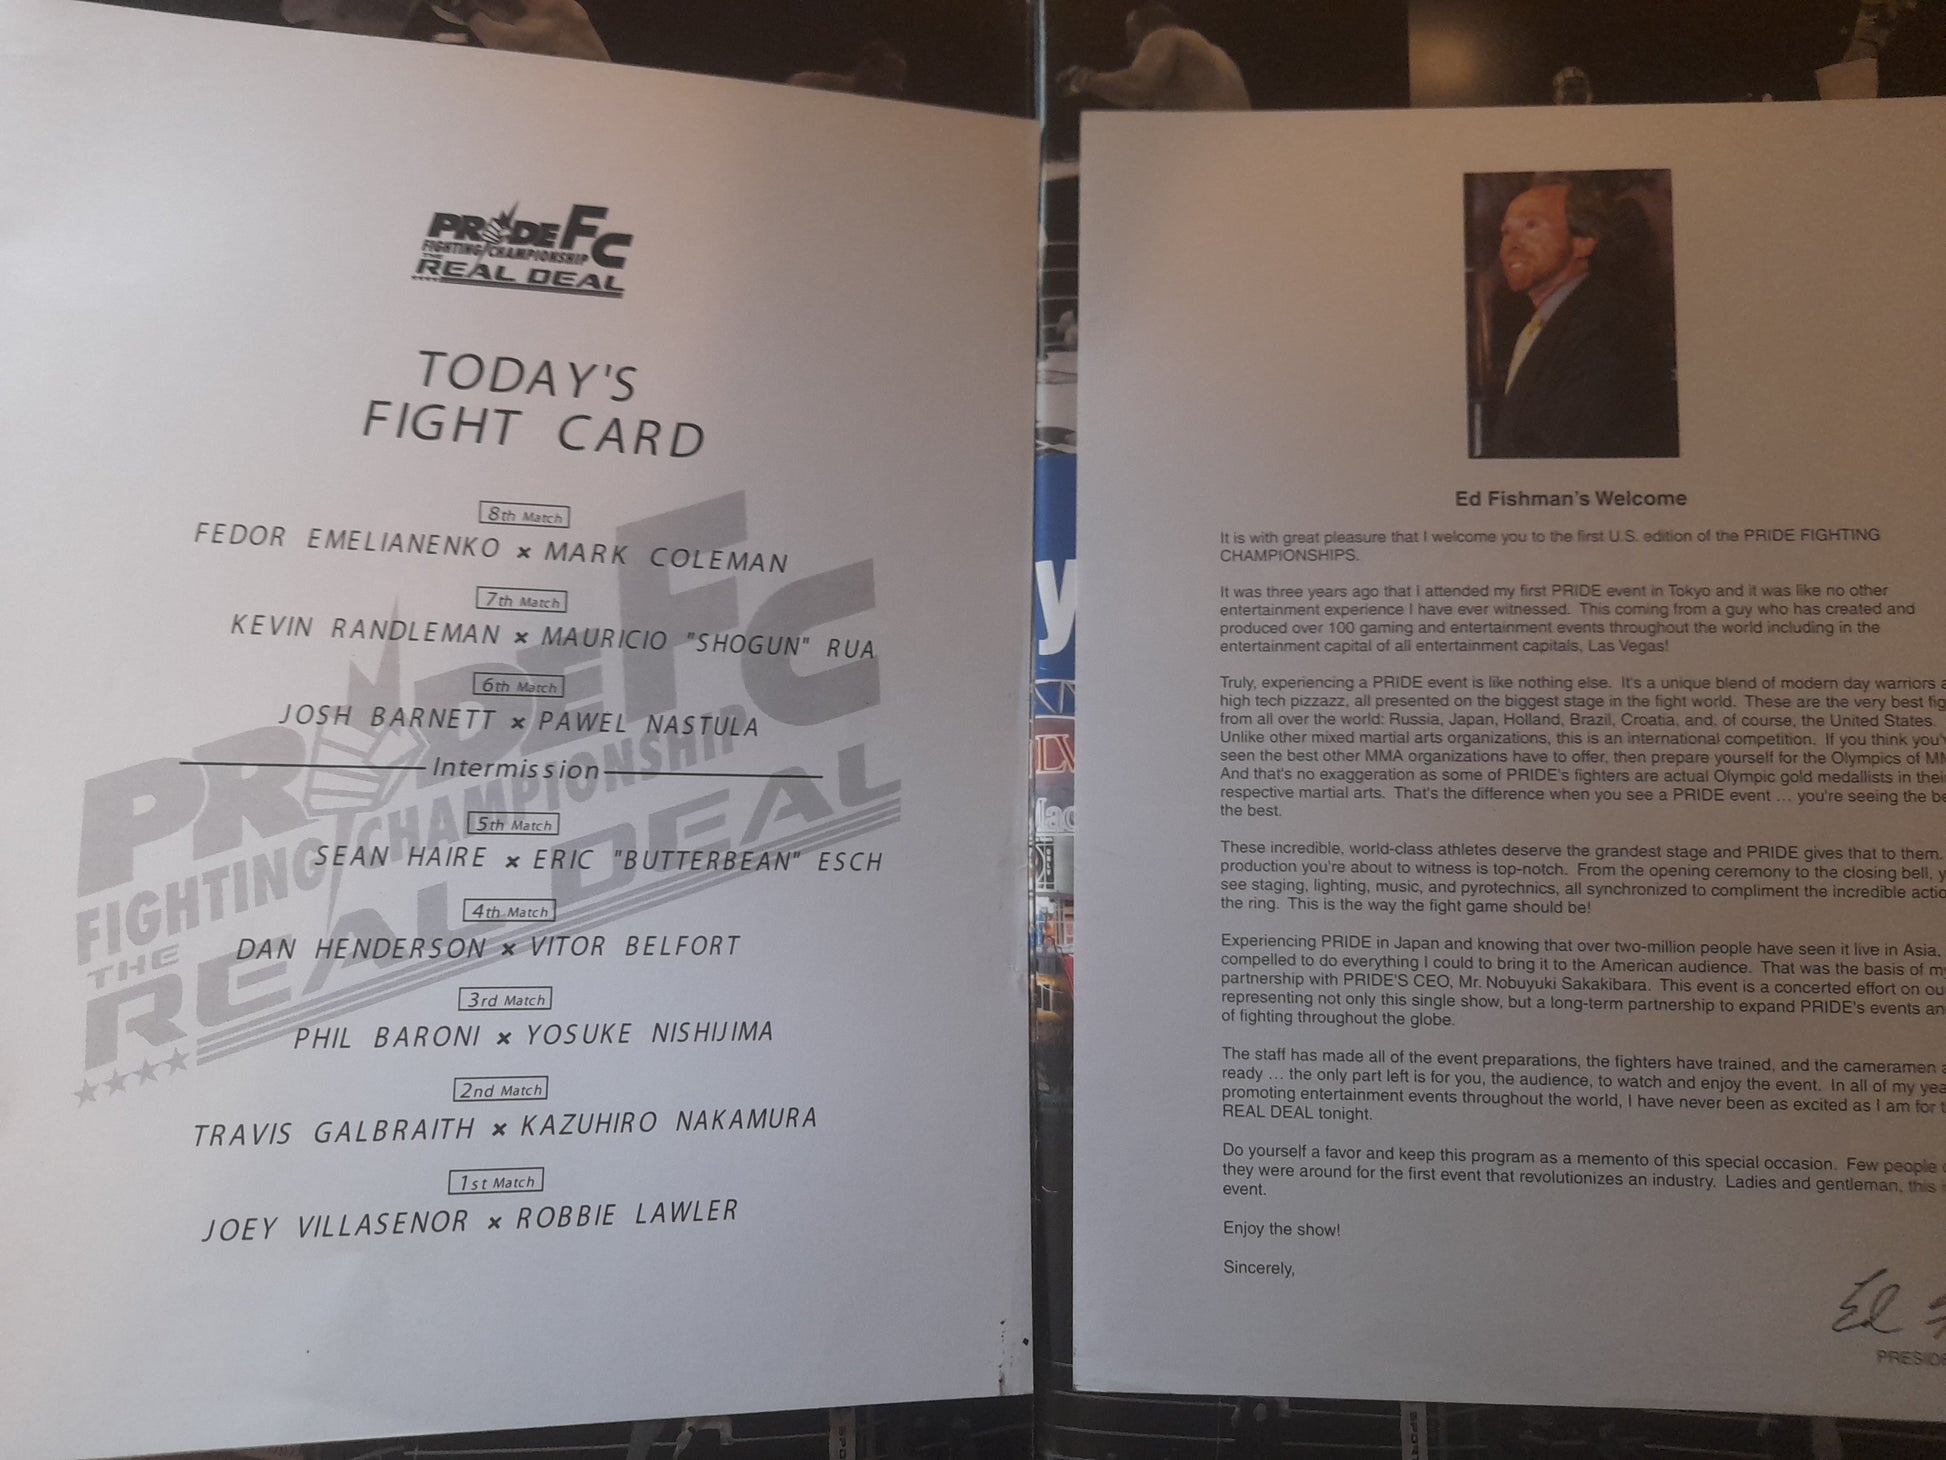 PRIDE FC
FIGHTING CHAMPIONSHIP
THE
REAL DEAL
TODAY'S
FIGHT CARD
8th Match
FEDOR EMELIANENKO × MARK COLEMAN
7th Match
KEVIN RANDLEMAN × MAURICIO "SHOGUN" RUA
6th Match
JOSH BARNETT × PAWEL NASTULA
Intermission
5th Match
SEAN HAIRE × ERIC "BUTTERBEAN" ESCH
4th Match
DAN HENDERSON × VITOR BELFORT
3rd Match
PHIL BARONI × YOSUKE NISHIJIMA
2nd Match
TRAVIS GALBRAITH × KAZUHIRO NAKAMURA
1st Match
JOEY VILLASENOR × ROBBIE LAWLER
PRIDE FC
FIGHTING CHAMPIONSHIP
THE
REAL DEAL
y
LV
Ed Fishman's Welcome
It is with great pleasure that I welcome you to the first U.S. edition of the PRIDE FIGHTING
CHAMPIONSHIPS.
It was three years ago that I attended my first PRIDE event in Tokyo and it was like no other
entertainment experience I have ever witnessed. This coming from a guy who has created and
produced over 100 gaming and entertainment events throughout the world including in the
entertainment capital of all entertainment capitals, Las Vegas!
Truly, experiencing a PRIDE event is like nothing else. It's a unique blend of modern day warriors
high tech pizzazz, all presented on the biggest stage in the fight world. These are the very best
from all over the world: Russia, Japan, Holland, Brazil, Croatia, and, of course, the United States.
Unlike other mixed martial arts organizations, this is an international competition. If you think
seen the best other MMA organizations have to offer, then prepare yourself for the Olympics of
And that's no exaggeration as some of PRIDE's fighters are actual Olympic gold medallists in
respective martial arts. That's the difference when you see a PRIDE event ... you're seeing the
the best.
These incredible, world-class athletes deserve the grandest stage and PRIDE gives that to them.
production you're about to witness is top-notch. From the opening ceremony to the closing bell,
see staging, lighting, music, and pyrotechnics, all synchronized to compliment the incredible
the ring. This is the way the fight game should be!
Experiencing PRIDE in Japan and knowing that over two-million people have seen it live in Asia,
compelled to do everything I could to bring it to the American audience. That was the basis of
partnership with PRIDE'S CEO, Mr. Nobuyuki Sakakibara. This event is a concerted effort on
representing not only this single show, but a long-term partnership to expand PRIDE's events
of fighting throughout the globe.
The staff has made all of the event preparations, the fighters have trained, and the cameramen
ready ... the only part left is for you, the audience, to watch and enjoy the event. In all of my
promoting entertainment events throughout the world, I have never been as excited as I am for
REAL DEAL tonight.
Do yourself a favor and keep this program as a memento of this special occasion. Few people
they were around for the first event that revolutionizes an industry. Ladies and gentleman, this
event.
Enjoy the show!
Sincerely,
Ed